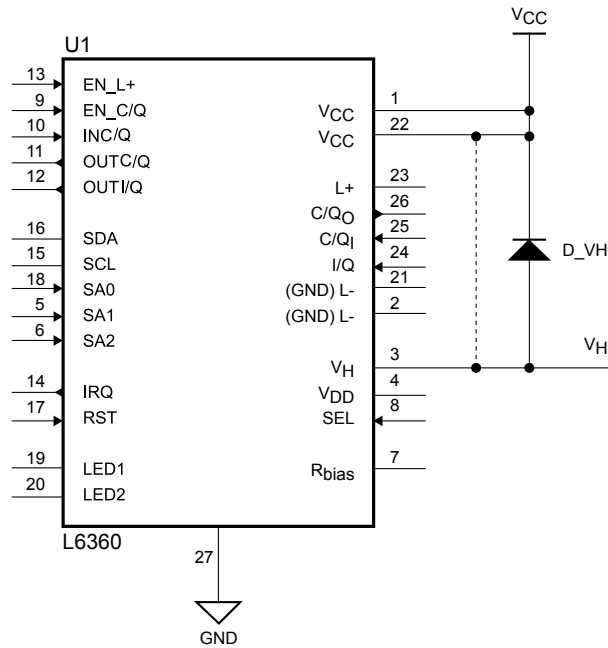 VCC
U1
13 EN_L+
9 EN_C/Q
10 INC/Q
11 OUTC/Q
12 OUTI/Q
16 SDA
15 SCL
18 SA0
5 SA1
6 SA2
14 IRQ
17 RST
19 LED1
20 LED2
VCC 1
VCC 22
L+ 23
C/QO 26
C/QI 25
I/Q 24
(GND) L- 21
(GND) L- 2
VH 3
VDD 4
SEL 8
Rbias 7
D_VH
VH
L6360
27
GND